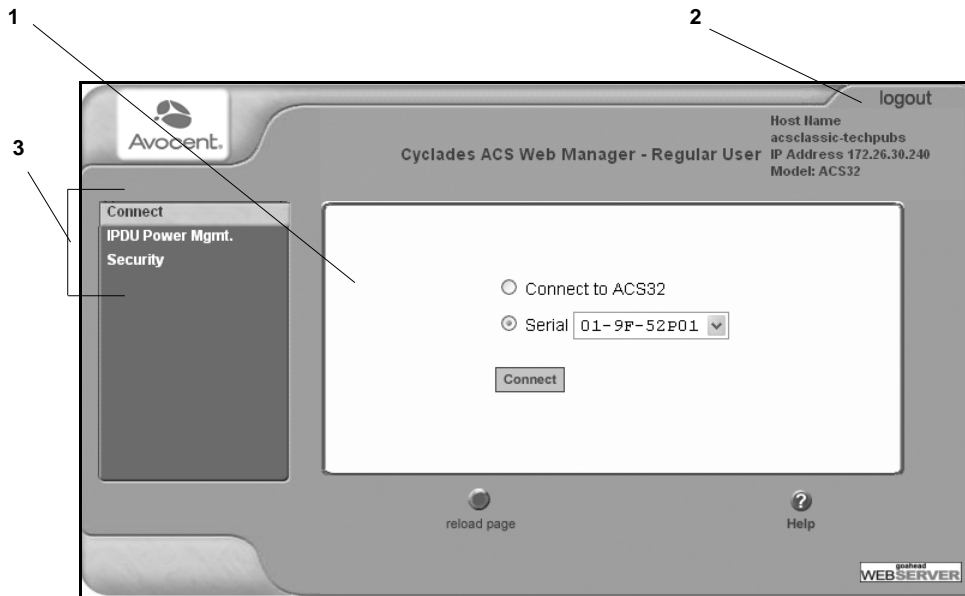 1
2
3
Avocent.
logout
Host Name
acsclassic-techpubs
IP Address 172.26.30.240
Model: ACS32
Cyclades ACS Web Manager - Regular User
Connect
IPDU Power Mgmt.
Security
Connect to ACS32
Serial 01-9F-52P01
Connect
reload page
? Help
goahead
WEBSERVER